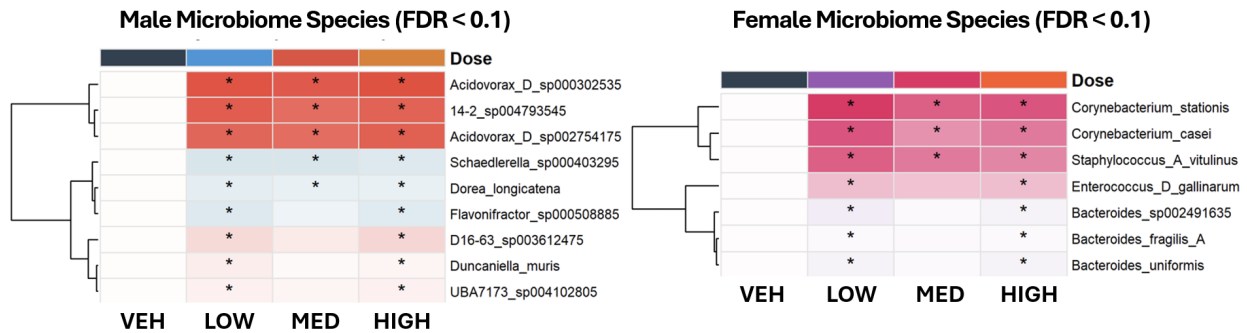 Male Microbiome Species (FDR < 0.1)
Dose
* * * Acidovorax_D_sp000302535
* * * 14-2_sp004793545
* * * Acidovorax_D_sp002754175
* * * Schaedlerella_sp000403295
* * * Dorea_longicatena
* * Flavonifractor_sp000508885
* * D16-63_sp003612475
* * Duncaniella_muris
* * UBA7173_sp004102805
VEH LOW MED HIGH
Female Microbiome Species (FDR < 0.1)
Dose
* * * Corynebacterium_stationis
* * * Corynebacterium_casei
* * * Staphylococcus_A_vitulinus
* * Enterococcus_D_gallinarum
* * Bacteroides_sp002491635
* * Bacteroides_fragilis_A
* * Bacteroides_uniformis
VEH LOW MED HIGH